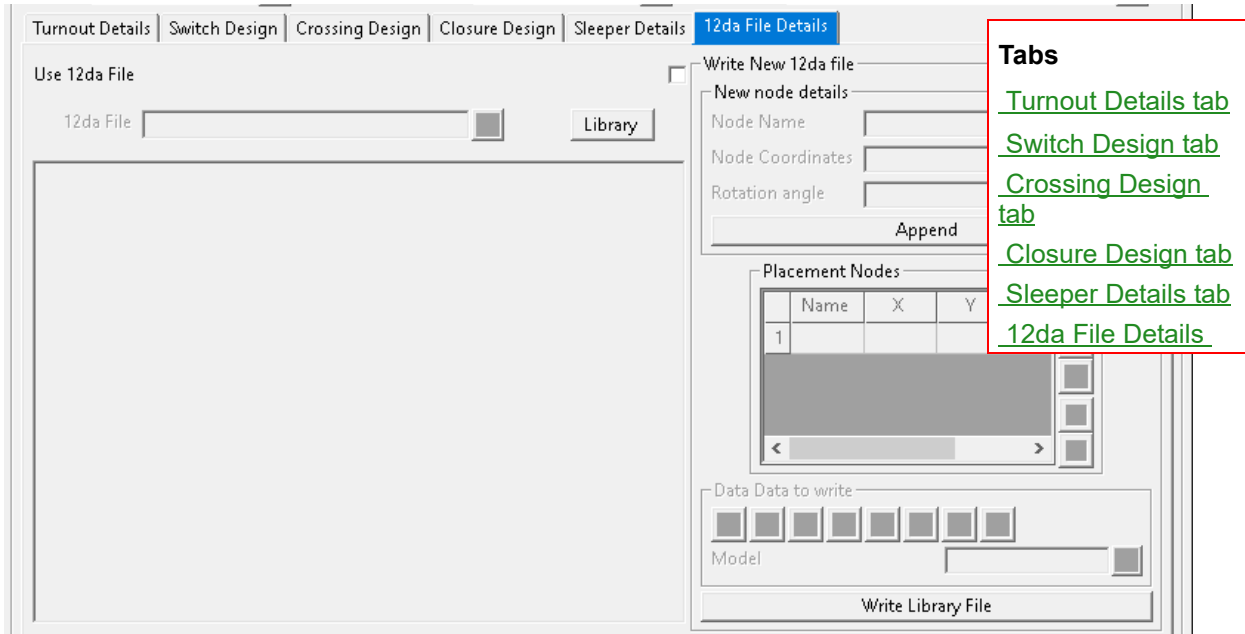 Turnout Details Switch Design Crossing Design Closure Design Sleeper Details 12da File Details
Use 12da File
12da File
Library
Write New 12da file
New node details
Node Name
Node Coordinates
Rotation angle
Append
Placement Nodes
Name X Y
1
Data Data to write
Model
Write Library File
Tabs
Turnout Details tab
Switch Design tab
Crossing Design
tab
Closure Design tab
Sleeper Details tab
12da File Details